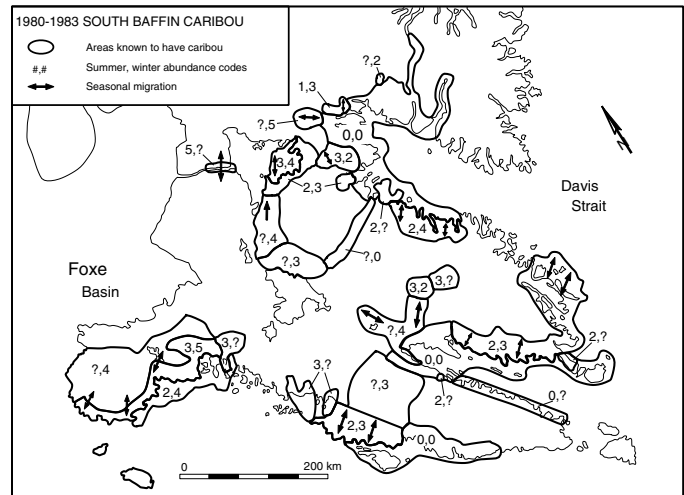 1980-1983 SOUTH BAFFIN CARIBOU
Areas known to have caribou
#,# Summer, winter abundance codes
Seasonal migration
?,2
1,3
?,5
0,0
5,?
3,4
3,2
2,3
N
Davis
Strait
2,?
2,4
?,4
?,0
?,3
Foxe
Basin
3,2
3,?
?,4
3,5
3,?
2,3
2,?
0,0
?,4
3,?
?,3
2,4
2,?
0,?
2,3
0,0
0 200 km